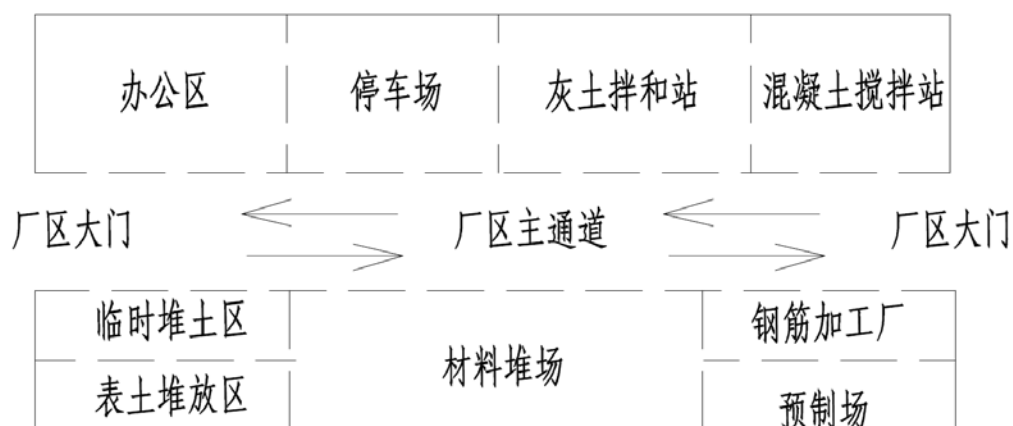 办公区 停车场 灰土拌和站 混凝土搅拌站
厂区大门 厂区主通道 厂区大门
临时堆土区 钢筋加工厂
材料堆场
表土堆放区 预制场